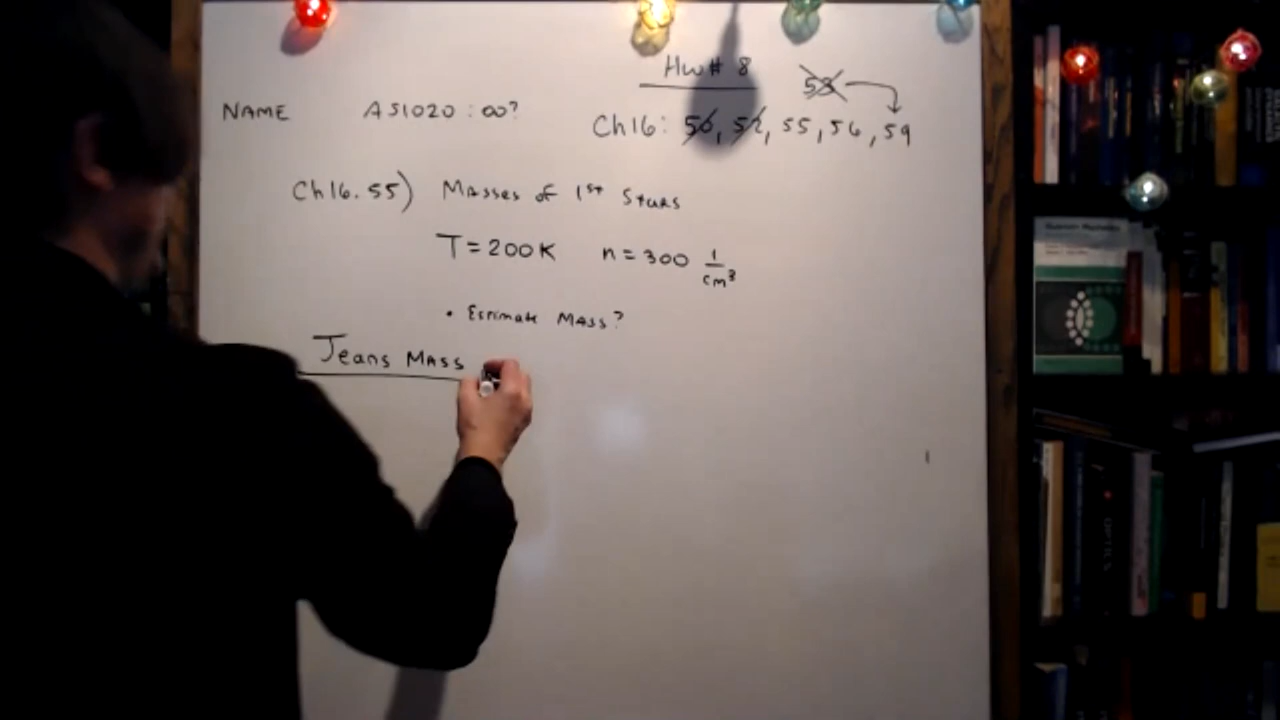 Hw# 8
53
NAME AS1020:00?
Ch16: 50, 52, 55, 56, 59
Ch16.55) Masses of 1st Stars
T=200K n=300 1/cm³
• Estimate Mass?
Jeans Mass
OPTICS